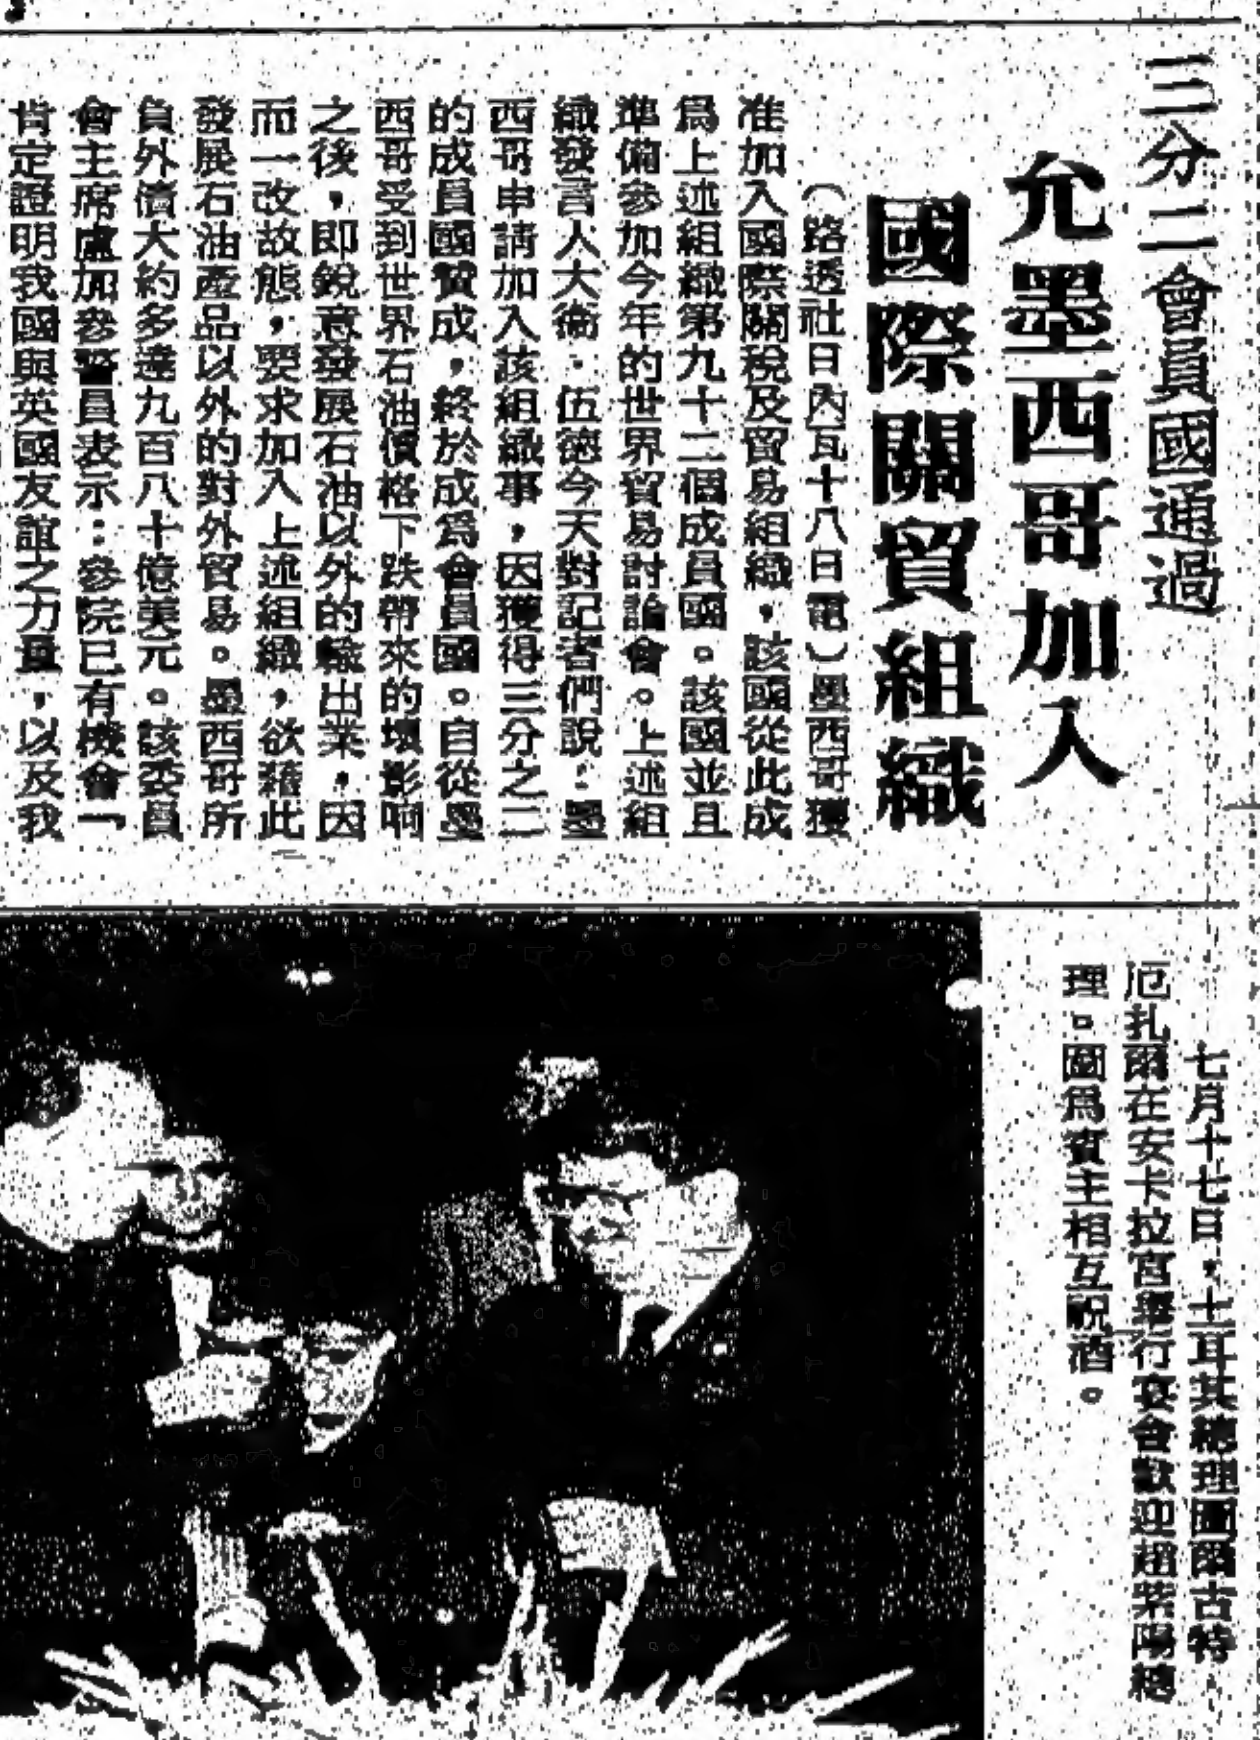 三分二會員國通過
允墨西哥加入
國際關貿組織
（路透社日內瓦十八日電）墨西哥獲
准加入國際關稅及貿易組織，該國從此成
爲上述組織第九十二個成員國。該國並且
準備參加今年的世界貿易討論會。上述組
織發言人大衞．伍德今天對記者們說：墨
西哥申請加入該組織事，因獲得三分之二
的成員國贊成，終於成爲會員國。自從墨
西哥受到世界石油價格下跌帶來的壞影响
之後，即銳意發展石油以外的輸出業，因
而一改故態，要求加入上述組織，欲藉此
發展石油產品以外的對外貿易。墨西哥所
負外債大約多達九百八十億美元。該委員
會主席盧加參警員表示：參院已有機會「
肯定證明我國與英國友誼之力量，以及我
七月十七日，土耳其總理圖爾古特
厄扎爾在安卡拉宮舉行宴會歡迎趙紫陽總
理。圖爲賓主相互祝酒。